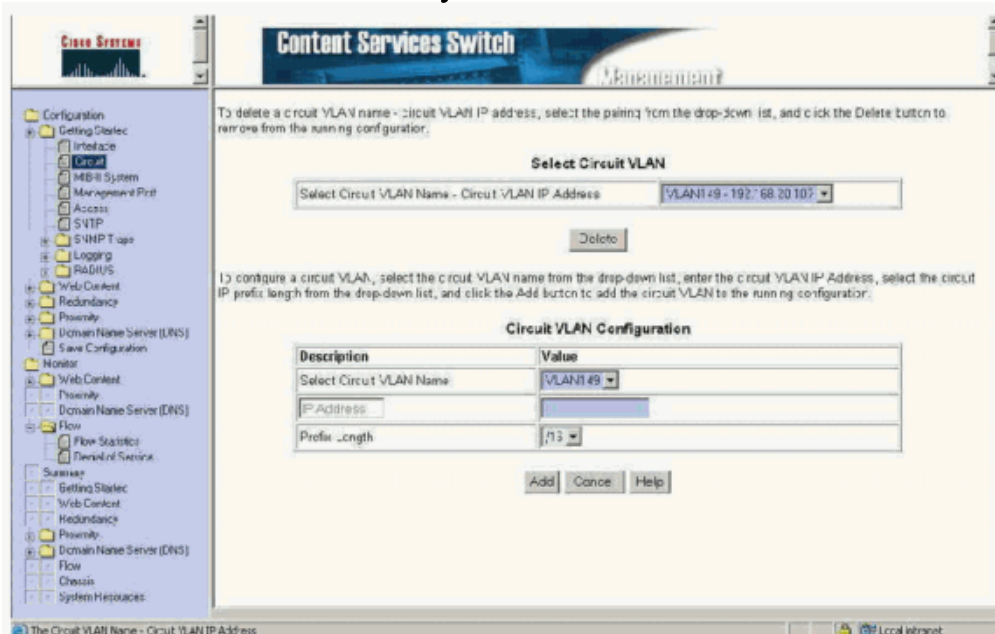 CISCO SYSTEMS
Content Services Switch
Management
Configuration
Getting Started
Interface
Circuit
MIB-II System
Management Port
Access
SNTP
SNMP Traps
Logging
RADIUS
Web Content
Redundancy
Proximity
Domain Name Server (DNS)
Save Configuration
Monitor
Web Content
Proximity
Domain Name Server (DNS)
Flow
Flow Statistics
Denial of Service
Summary
Getting Started
Web Content
Redundancy
Proximity
Domain Name Server (DNS)
Flow
Chassis
System Resources
To delete a circuit VLAN name - circuit VLAN IP address, select the pairing from the drop-down list, and click the Delete button to
remove from the running configuration.
Select Circuit VLAN
Select Circuit VLAN Name - Circuit VLAN IP Address
VLAN149 - 192.168.20.107
Delete
To configure a circuit VLAN, select the circuit VLAN name from the drop-down list, enter the circuit VLAN IP Address, select the circuit
IP prefix length from the drop-down list, and click the Add button to add the circuit VLAN to the running configuration.
Circuit VLAN Configuration
Description Value
Select Circuit VLAN Name VLAN149
IP Address
Prefix Length
Add Cancel Help
The Circuit VLAN Name - Circuit VLAN IP Address
Local intranet